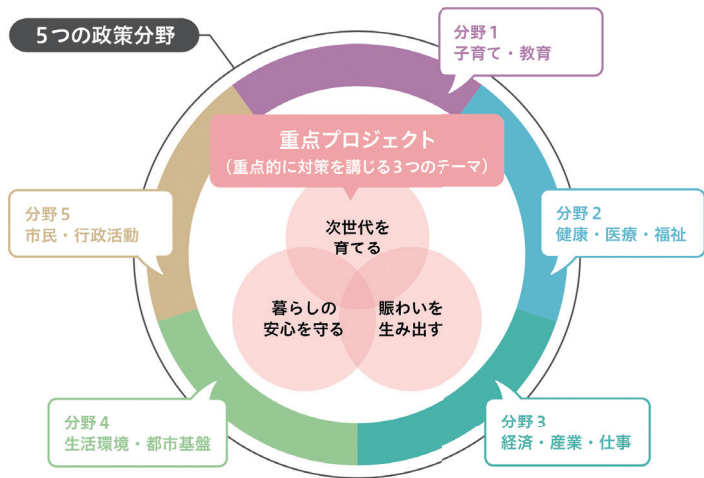 5つの政策分野
分野1
子育て・教育
重点プロジェクト
（重点的に対策を講じる3つのテーマ）
次世代を
育てる
分野5
市民・行政活動
分野2
健康・医療・福祉
暮らしの
安心を守る
賑わいを
生み出す
分野4
生活環境・都市基盤
分野3
経済・産業・仕事